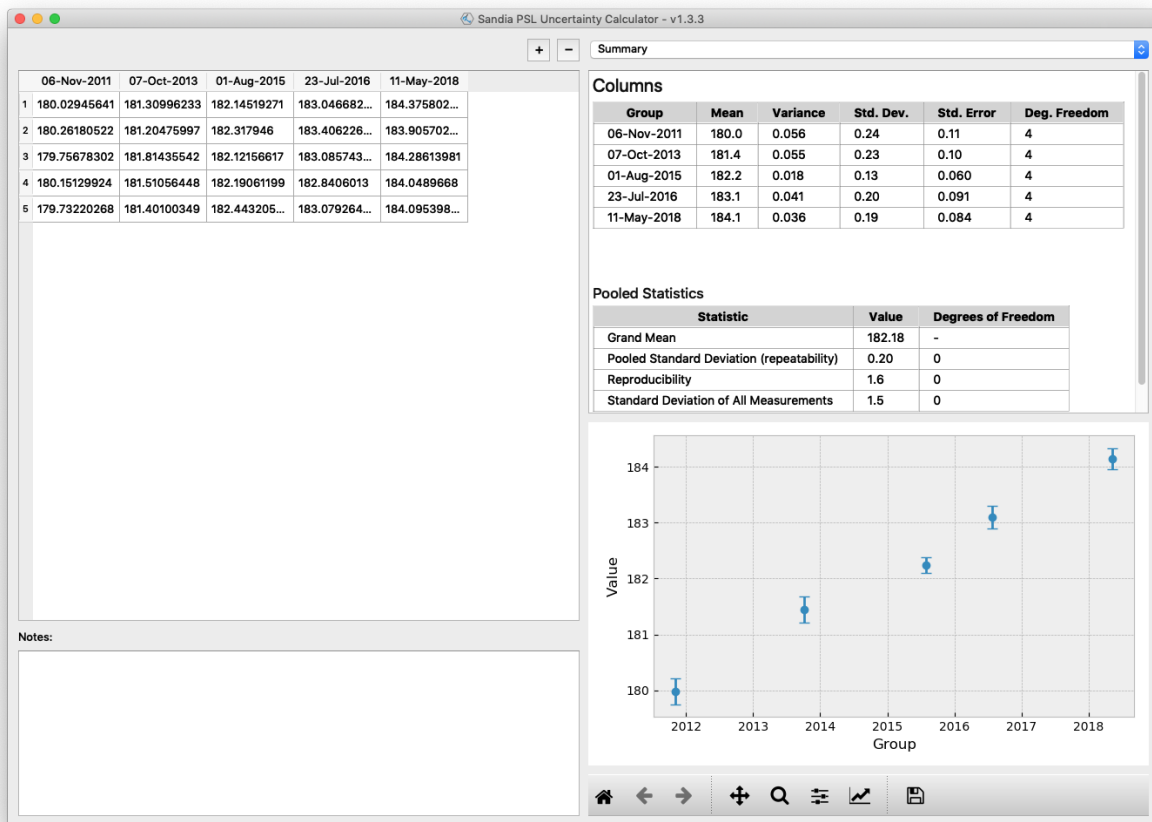 Sandia PSL Uncertainty Calculator - v1.3.3
+ −
06-Nov-2011 07-Oct-2013 01-Aug-2015 23-Jul-2016 11-May-2018
1 180.02945641 181.30996233 182.14519271 183.046682... 184.375802...
2 180.26180522 181.20475997 182.317946 183.406226... 183.905702...
3 179.75678302 181.81435542 182.12156617 183.085743... 184.28613981
4 180.15129924 181.51056448 182.19061199 182.8406013 184.0489668
5 179.73220268 181.40100349 182.443205... 183.079264... 184.095398...
Notes:
Summary
Columns
Group Mean Variance Std. Dev. Std. Error Deg. Freedom
06-Nov-2011 180.0 0.056 0.24 0.11 4
07-Oct-2013 181.4 0.055 0.23 0.10 4
01-Aug-2015 182.2 0.018 0.13 0.060 4
23-Jul-2016 183.1 0.041 0.20 0.091 4
11-May-2018 184.1 0.036 0.19 0.084 4
Pooled Statistics
Statistic Value Degrees of Freedom
Grand Mean 182.18 -
Pooled Standard Deviation (repeatability) 0.20 0
Reproducibility 1.6 0
Standard Deviation of All Measurements 1.5 0
184
183
182
181
180
Value
2012 2013 2014 2015 2016 2017 2018
Group